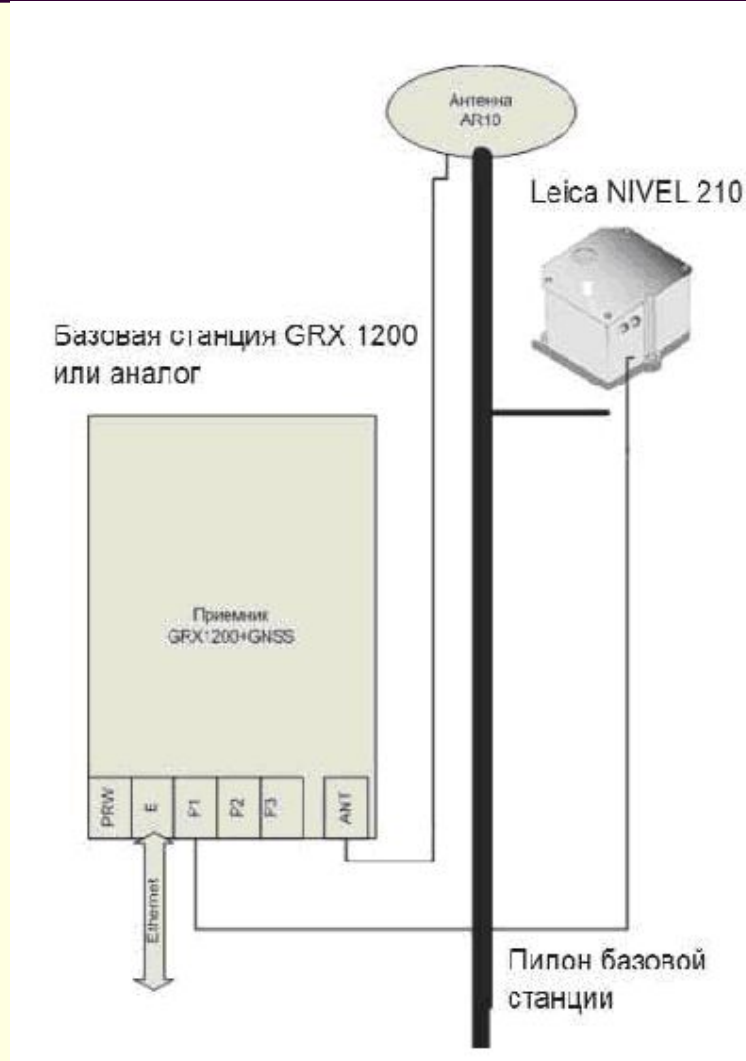 Антенна
AR10
Leica NIVEL 210
Базовая станция GRX 1200
или аналог
Приемник
GRX1200+GNSS
PRW
E
P1
P2
P3
ANT
Ethernet
Пилон базовой
станции